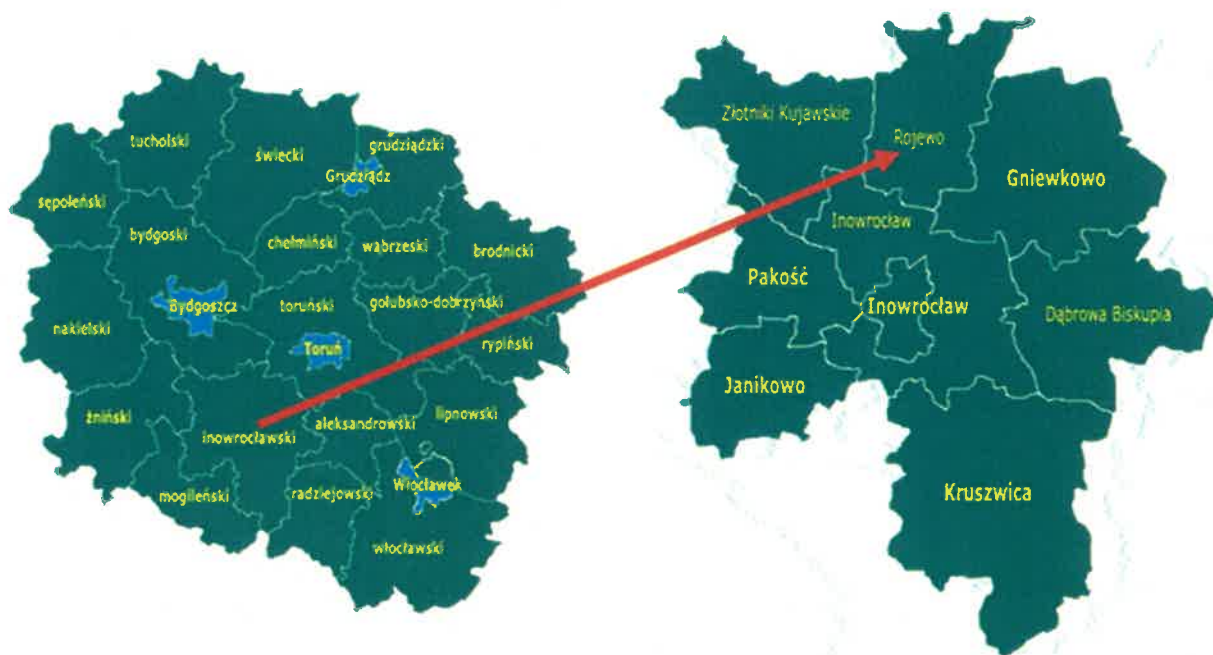 tucholski
świecki
grudziądzki
Grudziądz
sępoleński
bydgoski
chełmiński
wąbrzeski
brodnicki
Bydgoszcz
toruński
golubsko-dobrzyński
nakielski
Toruń
rypiński
żniński
inowrocławski
aleksandrowski
lipnowski
mogileński
radziejowski
Włocławek
włocławski
Złotniki Kujawskie
Rojewo
Gniewkowo
Inowrocław
Pakość
Inowrocław
Dąbrowa Biskupia
Janikowo
Kruszwica